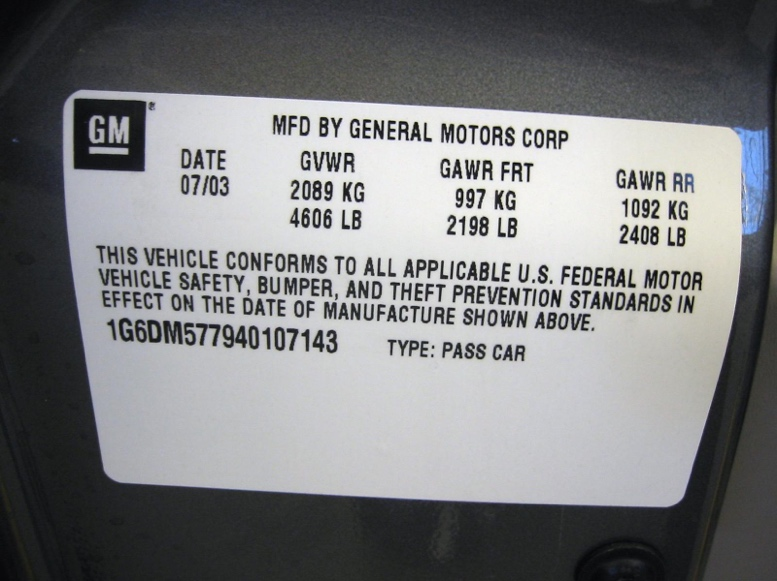 GM®
MFD BY GENERAL MOTORS CORP
DATE GVWR GAWR FRT GAWR RR
07/03 2089 KG 997 KG 1092 KG
4606 LB 2198 LB 2408 LB
THIS VEHICLE CONFORMS TO ALL APPLICABLE U.S. FEDERAL MOTOR
VEHICLE SAFETY, BUMPER, AND THEFT PREVENTION STANDARDS IN
EFFECT ON THE DATE OF MANUFACTURE SHOWN ABOVE.
1G6DM577940107143 TYPE: PASS CAR